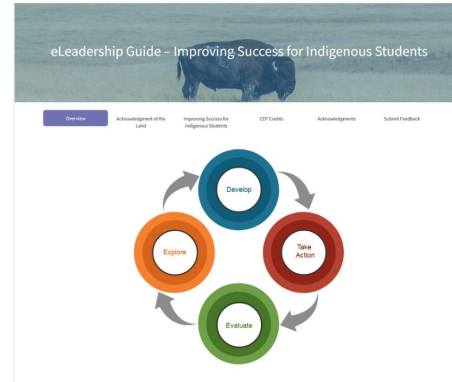 eLeadership Guide – Improving Success for Indigenous Students
Overview
Acknowledgment of the
Land
Improving Success for
Indigenous Students
CEP Credits
Acknowledgments
Submit Feedback
Develop
Explore
Take
Action
Evaluate